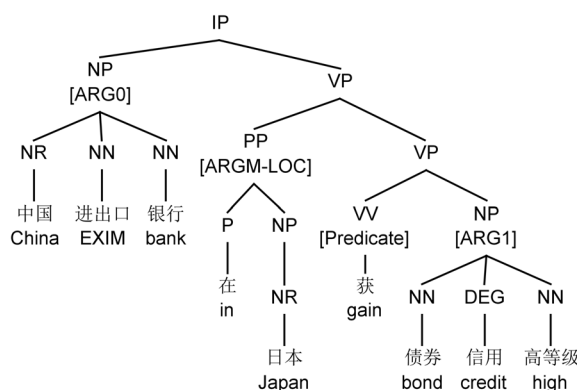 IP
NP VP
[ARG0]
PP VP
NR NN NN [ARGM-LOC]
中国 进出口 银行 P NP VV NP
China EXIM bank [Predicate] [ARG1]
在 获
in NR gain NN DEG NN
日本 债券 信用 高等级
Japan bond credit high